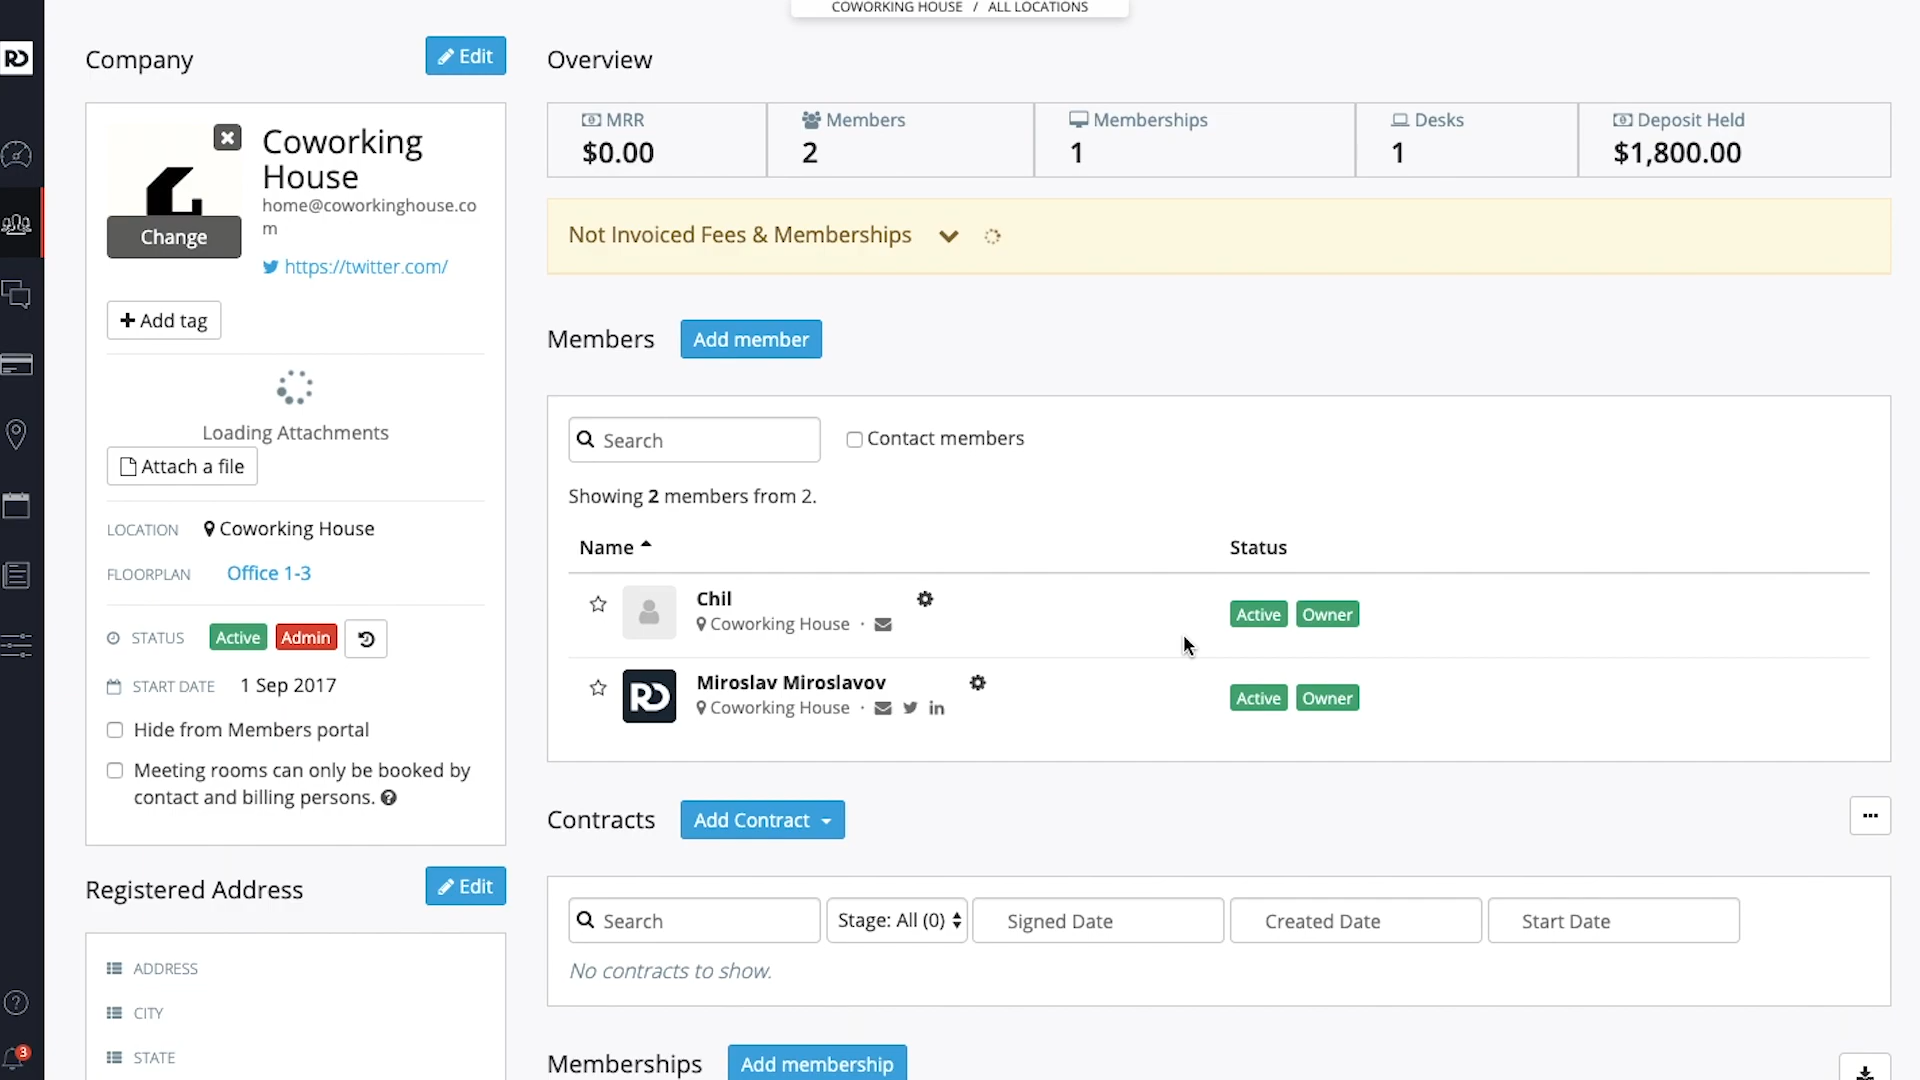 COWORKING HOUSE / ALL LOCATIONS
RD
Company
Edit
Coworking
House
home@coworkinghouse.co
m
Change
https://twitter.com/
Add tag
Loading Attachments
Attach a file
LOCATION Coworking House
FLOORPLAN Office 1-3
STATUS Active Admin
START DATE 1 Sep 2017
Hide from Members portal
Meeting rooms can only be booked by
contact and billing persons.
Registered Address
Edit
ADDRESS
CITY
STATE
3
Overview
MRR
$0.00
Members
2
Memberships
1
Desks
1
Deposit Held
$1,800.00
Not Invoiced Fees & Memberships
Members
Add member
Search
Contact members
Showing 2 members from 2.
Name Status
Chil
Coworking House ·
Active Owner
RD
Miroslav Miroslavov
Coworking House ·
Active Owner
Contracts
Add Contract
Search
Stage: All (0)
Signed Date
Created Date
Start Date
No contracts to show.
Memberships
Add membership